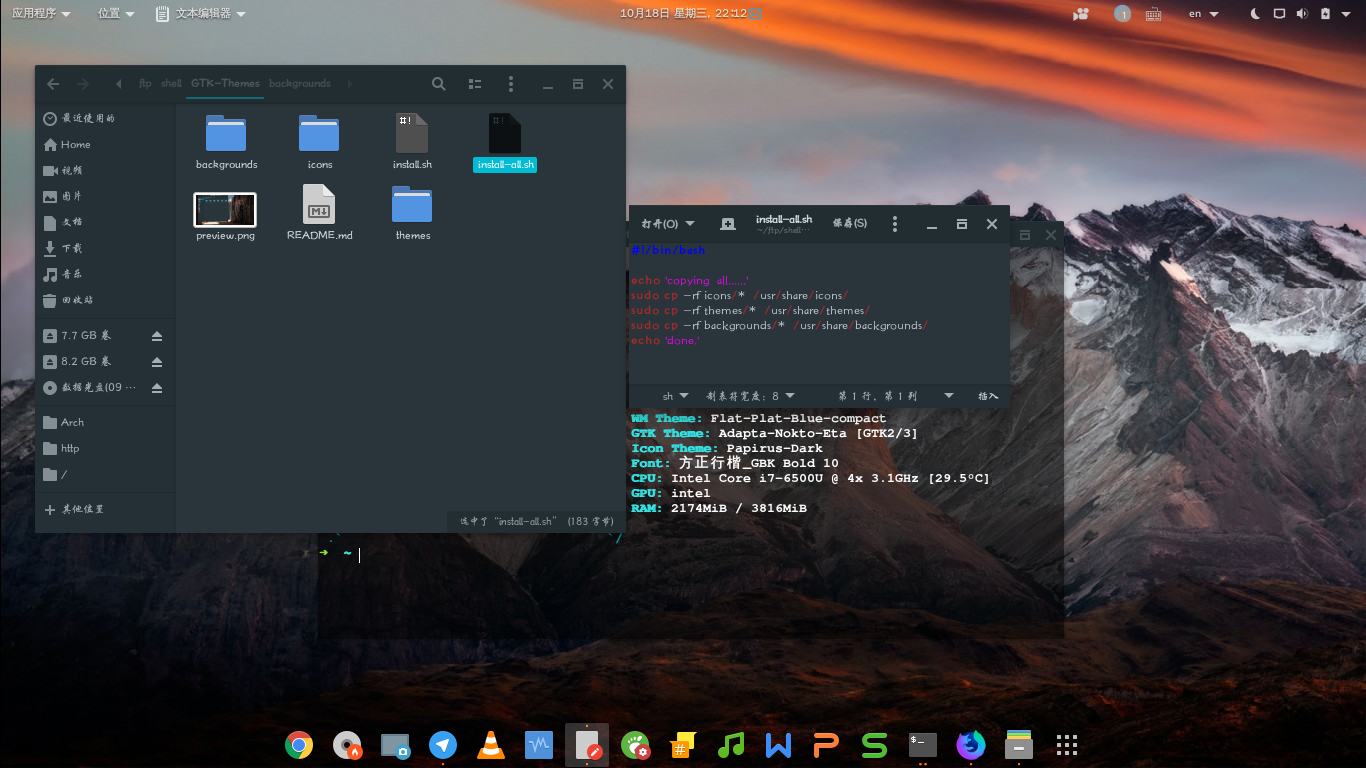 应用程序 位置 文本编辑器 10月18日 星期三, 22:12 1 en
ftp shell GTK-Themes backgrounds
最近使用的
Home
视频
图片
文档
下载
音乐
回收站
7.7 GB 卷
8.2 GB 卷
数据光盘(09 ...
Arch
http
/
其他位置
backgrounds icons install.sh install-all.sh
preview.png README.md themes
选中了 “install-all.sh” (183 字节)
打开(O) install-all.sh 保存(S)
~/ftp/shell...
#!/bin/bash
echo 'copying all......'
sudo cp -rf icons/* /usr/share/icons/
sudo cp -rf themes/* /usr/share/themes/
sudo cp -rf backgrounds/* /usr/share/backgrounds/
echo 'done.'
sh 制表符宽度: 8 第 1 行, 第 1 列 插入
WM Theme: Flat-Plat-Blue-compact
GTK Theme: Adapta-Nokto-Eta [GTK2/3]
Icon Theme: Papirus-Dark
Font: 方正行楷_GBK Bold 10
CPU: Intel Core i7-6500U @ 4x 3.1GHz [29.5°C]
GPU: intel
RAM: 2174MiB / 3816MiB
➜ ~